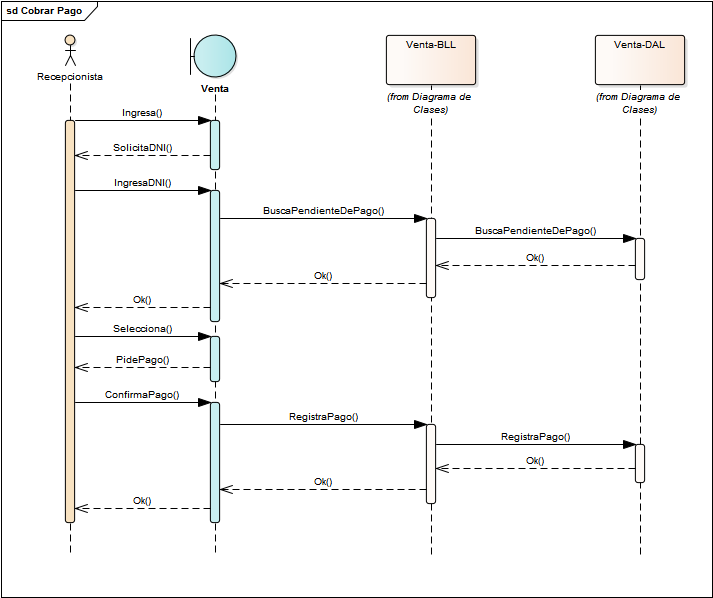 sd Cobrar Pago
Recepcionista
Venta
Venta-BLL
(from Diagrama de
Clases)
Venta-DAL
(from Diagrama de
Clases)
Ingresa()
SolicitaDNI()
IngresaDNI()
BuscaPendienteDePago()
BuscaPendienteDePago()
Ok()
Ok()
Ok()
Selecciona()
PidePago()
ConfirmaPago()
RegistraPago()
RegistraPago()
Ok()
Ok()
Ok()